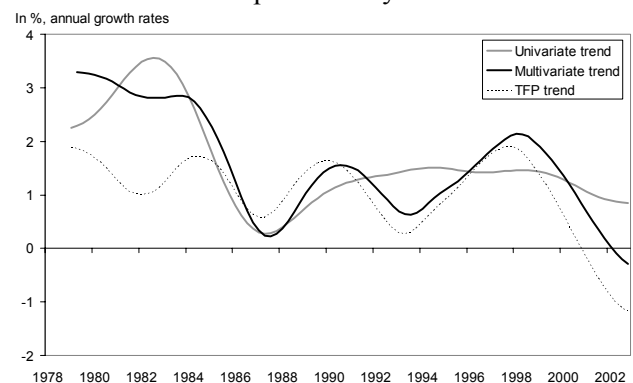 In %, annual growth rates
4
Univariate trend
Multivariate trend
TFP trend
3
2
1
0
-1
-2
1978 1980 1982 1984 1986 1988 1990 1992 1994 1996 1998 2000 2002